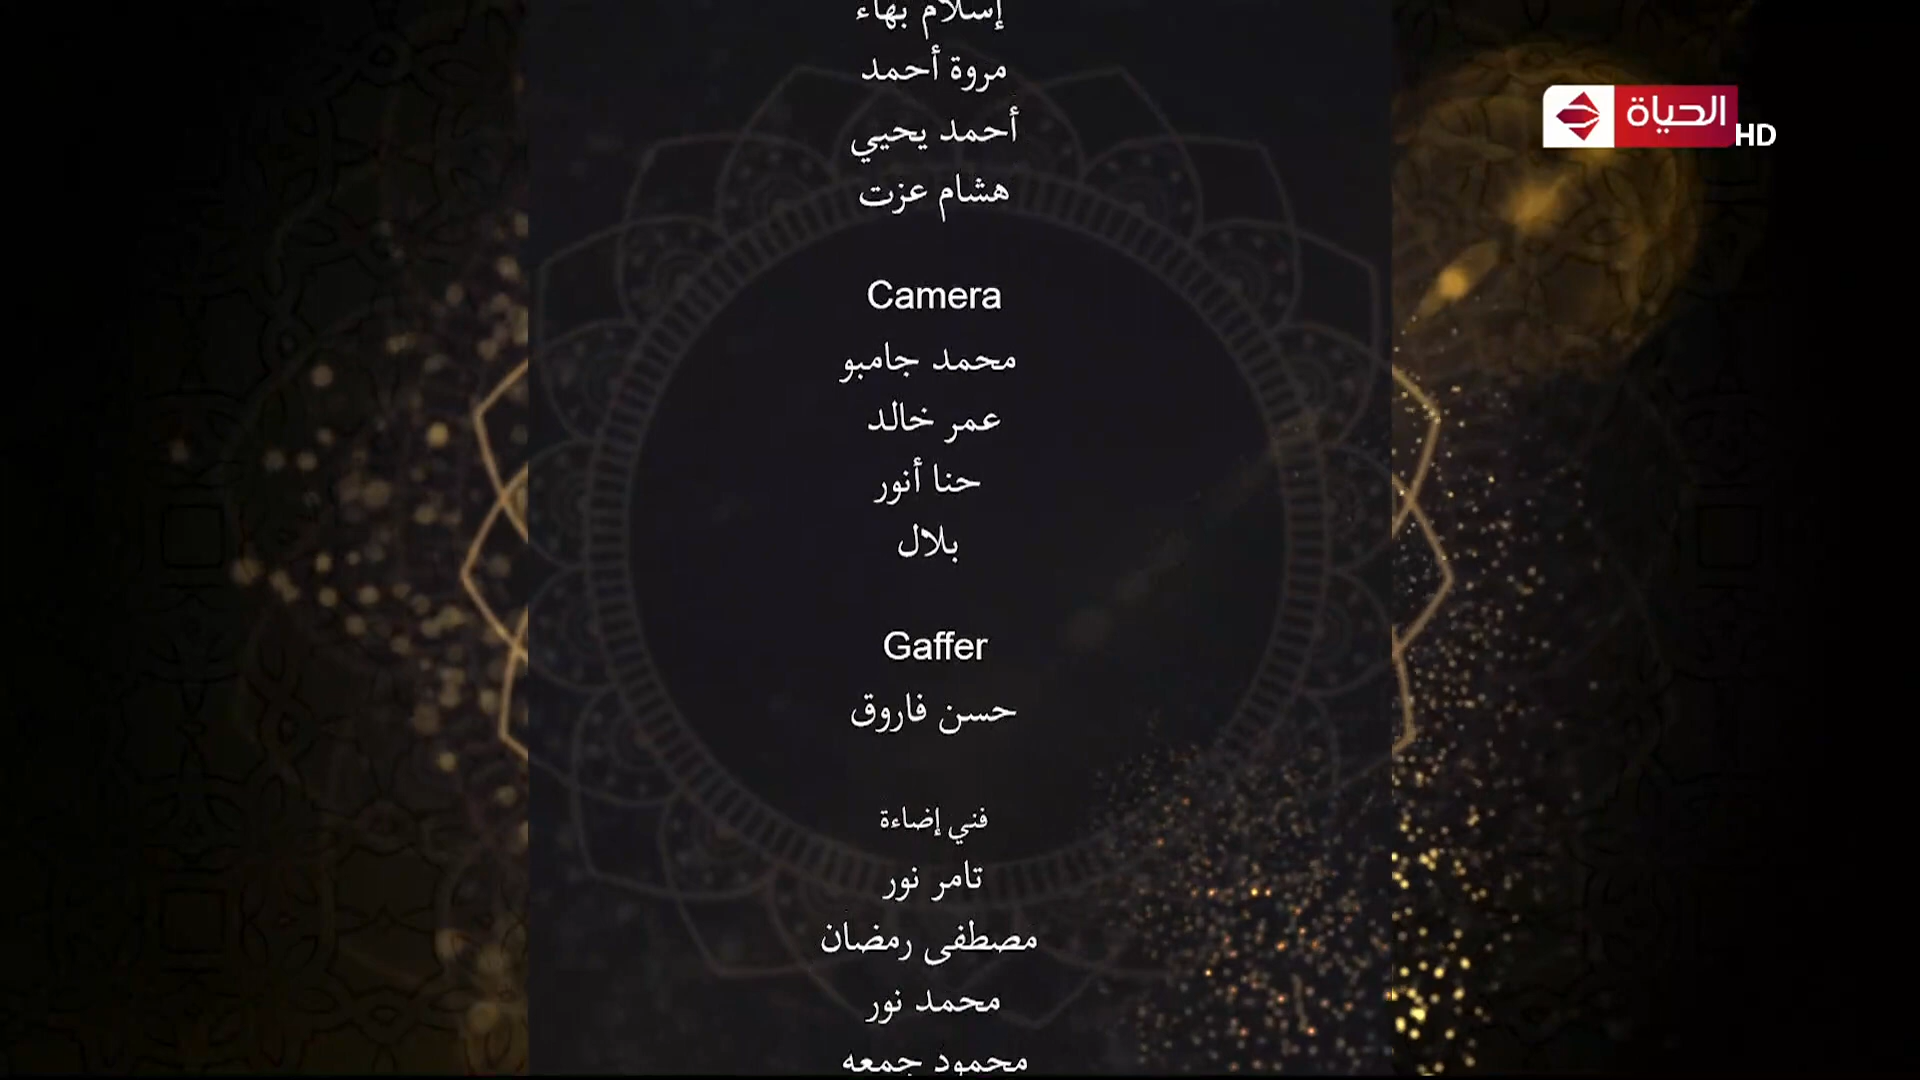 إسلام بهاء
مروة أحمد
أحمد يحيي
هشام عزت
Camera
محمد جامبو
عمر خالد
حنا أنور
بلال
Gaffer
حسن فاروق
فني إضاءة
تامر نور
مصطفى رمضان
محمد نور
محمود جمعه
الحياة
HD